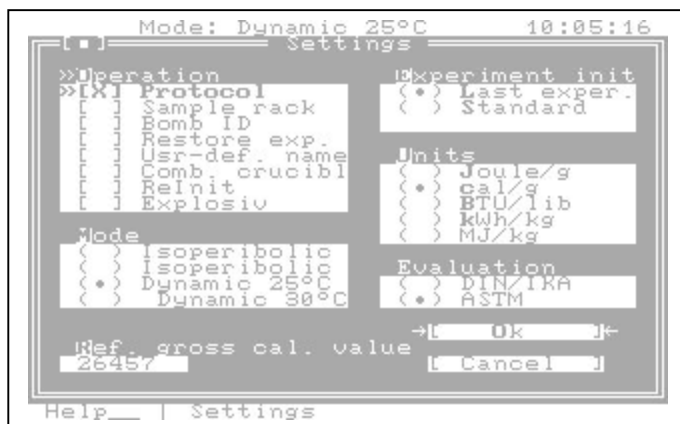 Mode: Dynamic 25°C 10:05:16
[■] Settings
»Operation
»[X] Protocol
[ ] Sample rack
[ ] Bomb ID
[ ] Restore exp.
[ ] Usr-def. name
[ ] Comb. crucibl
[ ] ReInit
[ ] Explosiv
Mode
( ) Isoperibolic
( ) Isoperibolic
(•) Dynamic 25°C
( ) Dynamic 30°C
Ref. gross cal. value
26457
Experiment init
(•) Last exper.
( ) Standard
Units
( ) Joule/g
(•) cal/g
( ) BTU/lib
( ) kWh/kg
( ) MJ/kg
Evaluation
( ) DIN/IKA
(•) ASTM
→[ Ok ]←
[ Cancel ]
Help__ | Settings